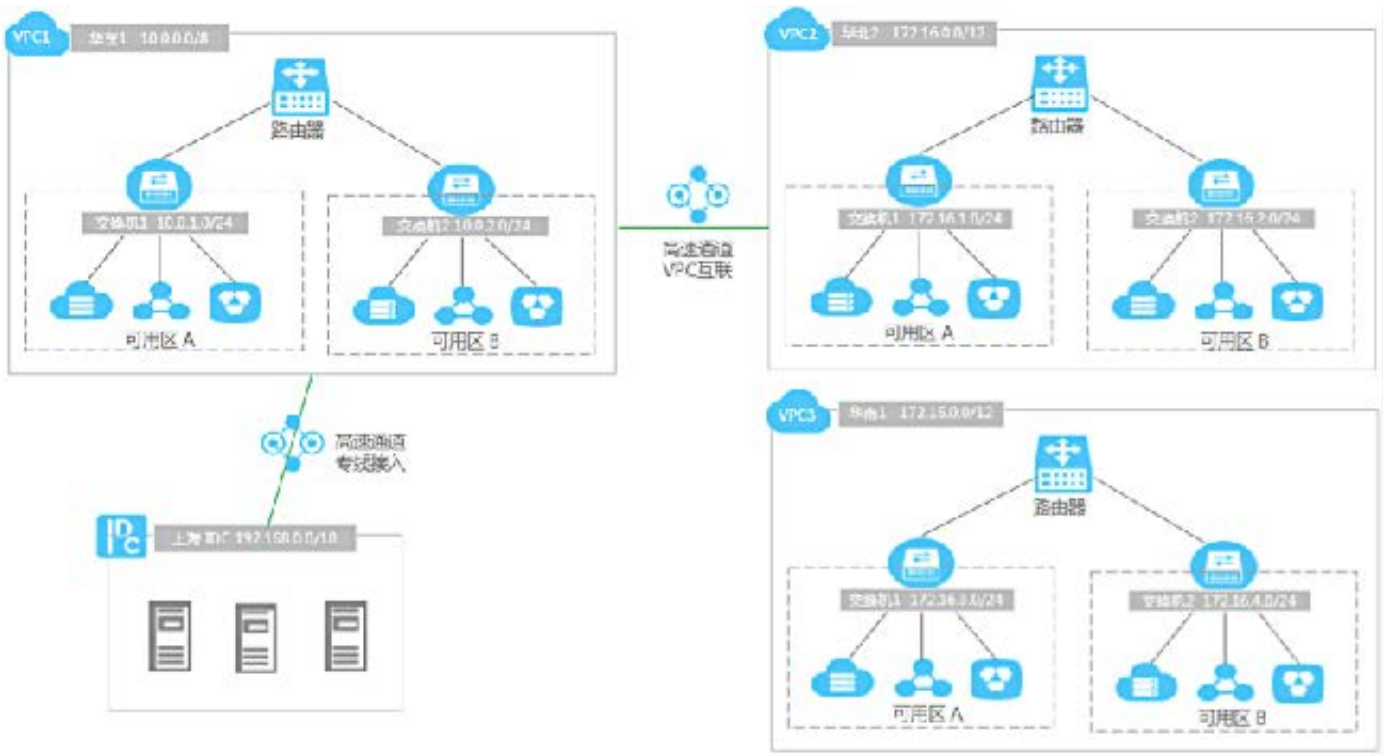 VPC1
华东1 10.0.0.0/8
路由器
交换机1 10.0.1.0/24
交换机2 10.0.2.0/24
可用区 A
可用区 B
高速通道
VPC互联
VPC2
华北2 172.16.0.0/12
路由器
交换机1 172.16.1.0/24
交换机2 172.16.2.0/24
可用区 A
可用区 B
高速通道
专线接入
IDC
上海 IDC
VPC3
华南1 172.16.0.0/12
路由器
交换机1 172.16.3.0/24
交换机2 172.16.4.0/24
可用区 A
可用区 B